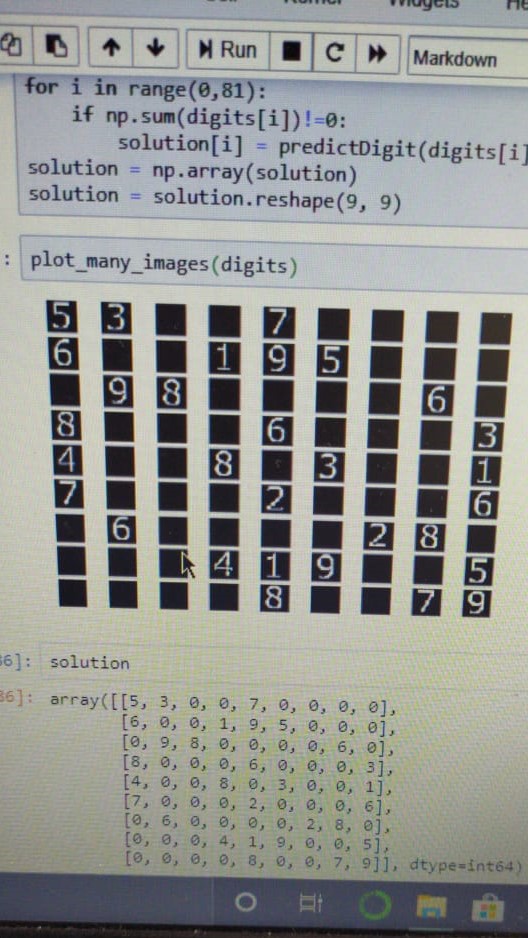 Run
Markdown
for i in range(0,81):
if np.sum(digits[i])!=0:
solution[i] = predictDigit(digits[i]
solution = np.array(solution)
solution = solution.reshape(9, 9)
: plot_many_images(digits)
5 3 7
6 1 9 5
9 8 6
8 6 3
4 8 3 1
7 2 6
6 2 8
4 1 9 5
8 7 9
36]: solution
36]: array([[5, 3, 0, 0, 7, 0, 0, 0, 0],
[6, 0, 0, 1, 9, 5, 0, 0, 0],
[0, 9, 8, 0, 0, 0, 0, 6, 0],
[8, 0, 0, 0, 6, 0, 0, 0, 3],
[4, 0, 0, 8, 0, 3, 0, 0, 1],
[7, 0, 0, 0, 2, 0, 0, 0, 6],
[0, 6, 0, 0, 0, 0, 2, 8, 0],
[0, 0, 0, 4, 1, 9, 0, 0, 5],
[0, 0, 0, 0, 8, 0, 0, 7, 9]], dtype=int64)